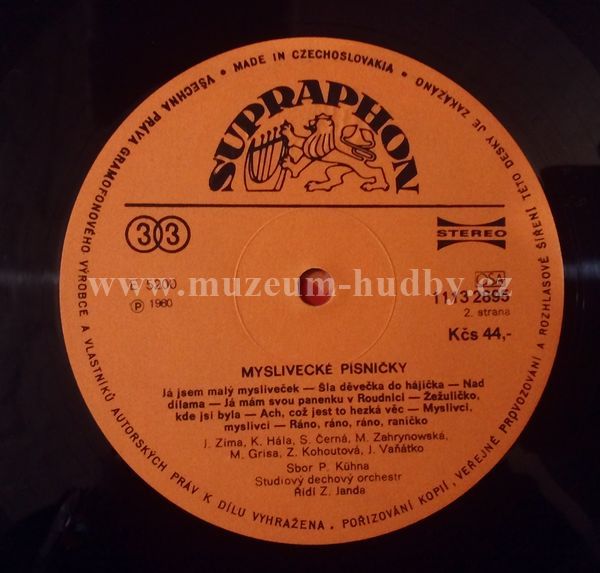 VŠECHNA PRÁVA GRAMOFONOVÉHO VÝROBCE A VLASTNÍKŮ AUTORSKÝCH PRÁV K DÍLU VYHRAŽENA. POŘIZOVÁNÍ KOPIÍ, VEŘEJNÉ PROVOZOVÁNÍ A ROZHLASOVÉ ŠÍŘENÍ TÉTO DESKY JE ZAKÁZÁNO • MADE IN CZECHOSLOVAKIA •
SUPRAPHON
33
STEREO
E 5200
OSA
www.muzeum-hudby.cz
Ⓟ 1980
1113 2895
2. strana
Kčs 44,-
MYSLIVECKÉ PÍSNIČKY
Já jsem malý mysliveček — Šla děvečka do hájíčka — Nad
dílama — Já mám svou panenku v Roudnici — Žežuličko,
kde jsi byla — Ach, což jest to hezká věc — Myslivci,
myslivci — Ráno, ráno, ráno, raníčko
J. Zíma, K. Hála, S. Černá, M. Zahrynowská,
M. Grisa, Z. Kohoutová, J. Vaňátko
Sbor P. Kühna
Studiový dechový orchestr
Řídí Z. Janda